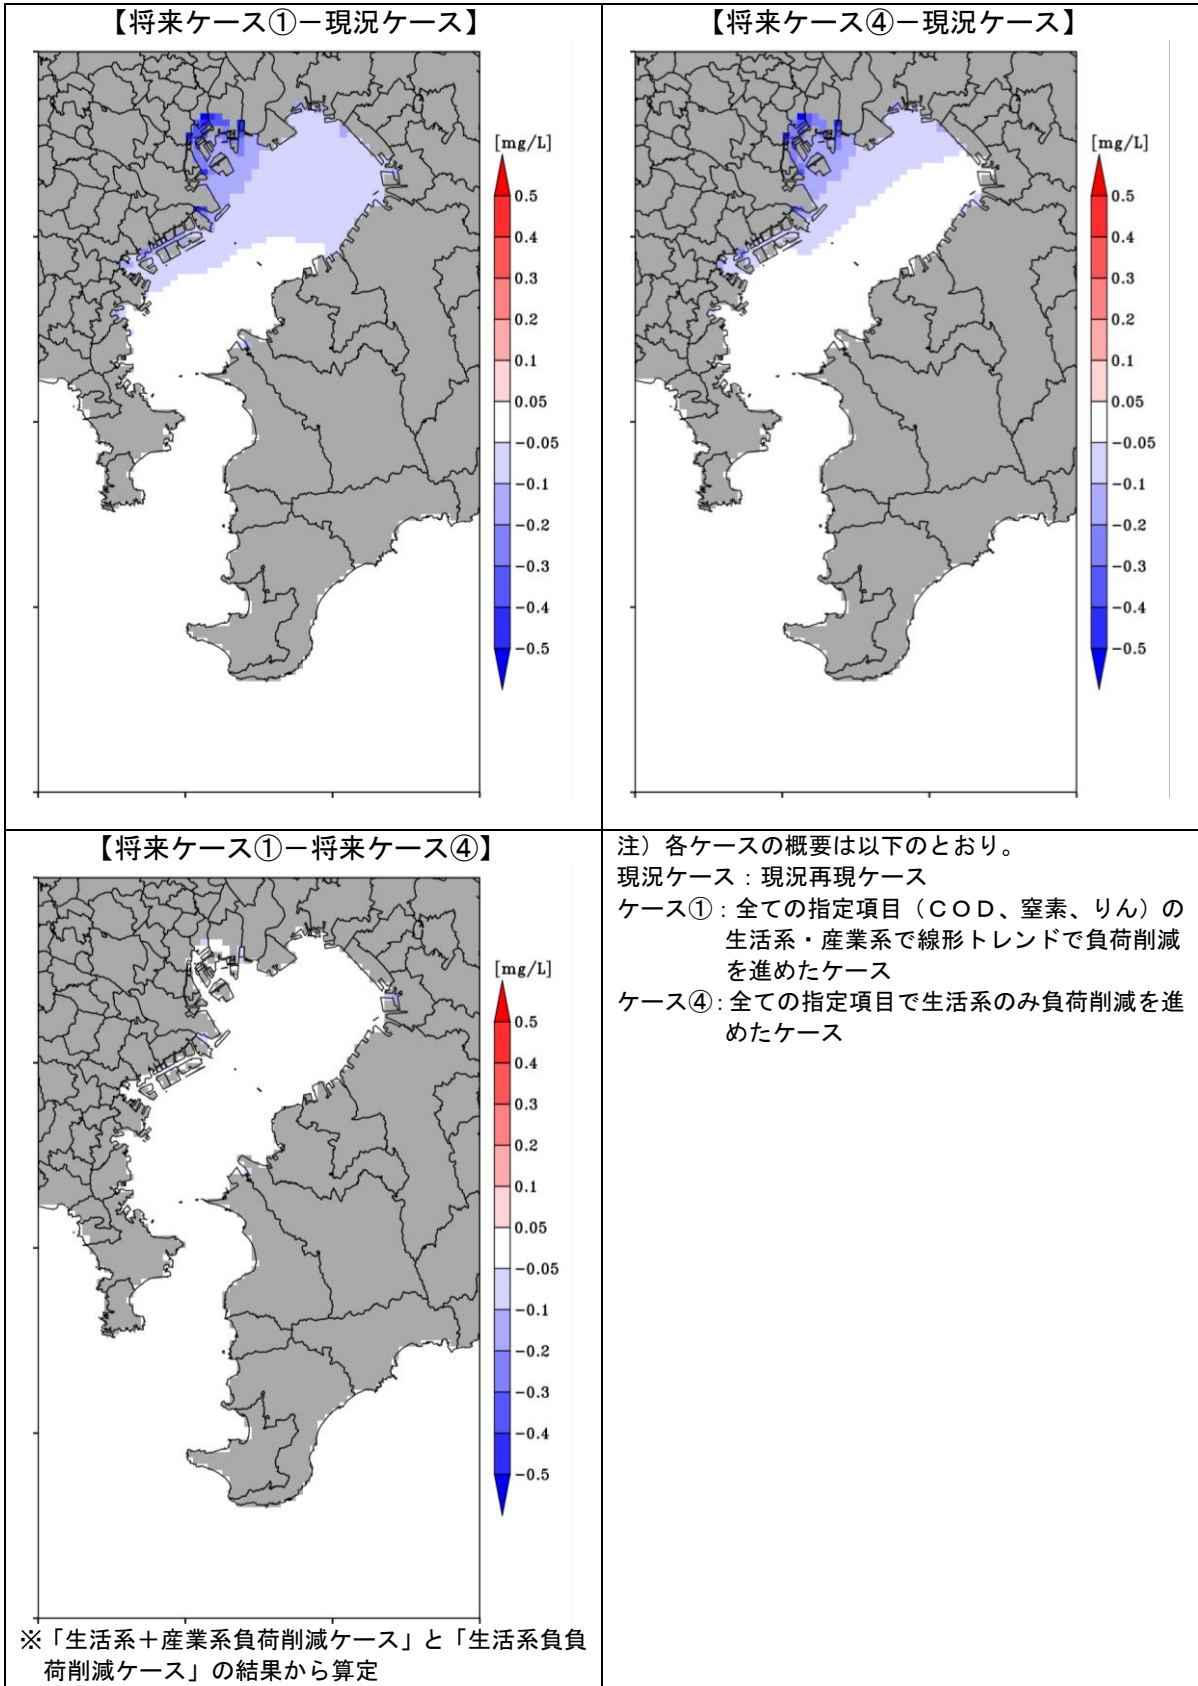 【将来ケース①－現況ケース】
[mg/L]
0.5
0.4
0.3
0.2
0.1
0.05
−0.05
−0.1
−0.2
−0.3
−0.4
−0.5
【将来ケース④－現況ケース】
[mg/L]
0.5
0.4
0.3
0.2
0.1
0.05
−0.05
−0.1
−0.2
−0.3
−0.4
−0.5
【将来ケース①－将来ケース④】
[mg/L]
0.5
0.4
0.3
0.2
0.1
0.05
−0.05
−0.1
−0.2
−0.3
−0.4
−0.5
※「生活系＋産業系負荷削減ケース」と「生活系負負
荷削減ケース」の結果から算定
注）各ケースの概要は以下のとおり。
現況ケース：現況再現ケース
ケース①：全ての指定項目（ＣＯＤ、窒素、りん）の
生活系・産業系で線形トレンドで負荷削減
を進めたケース
ケース④：全ての指定項目で生活系のみ負荷削減を進
めたケース